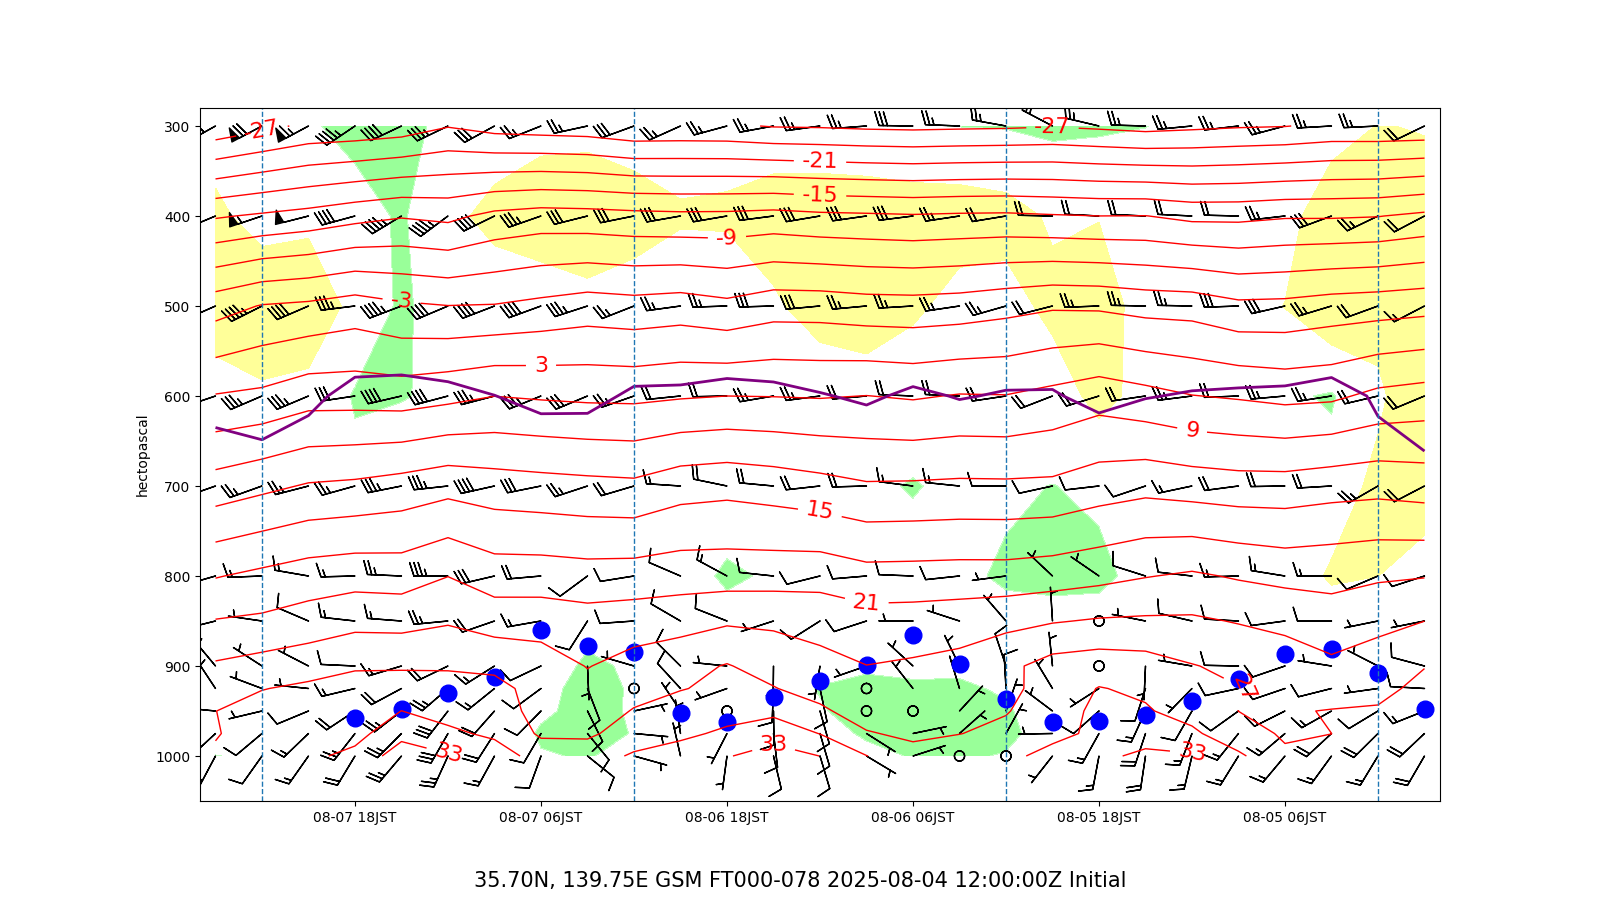 300
400
500
600
700
800
900
1000
hectopascal
27
-27
-21
-15
-9
-3
3
9
15
21
27
33
33
33
08-07 18JST
08-07 06JST
08-06 18JST
08-06 06JST
08-05 18JST
08-05 06JST
35.70N, 139.75E GSM FT000-078 2025-08-04 12:00:00Z Initial